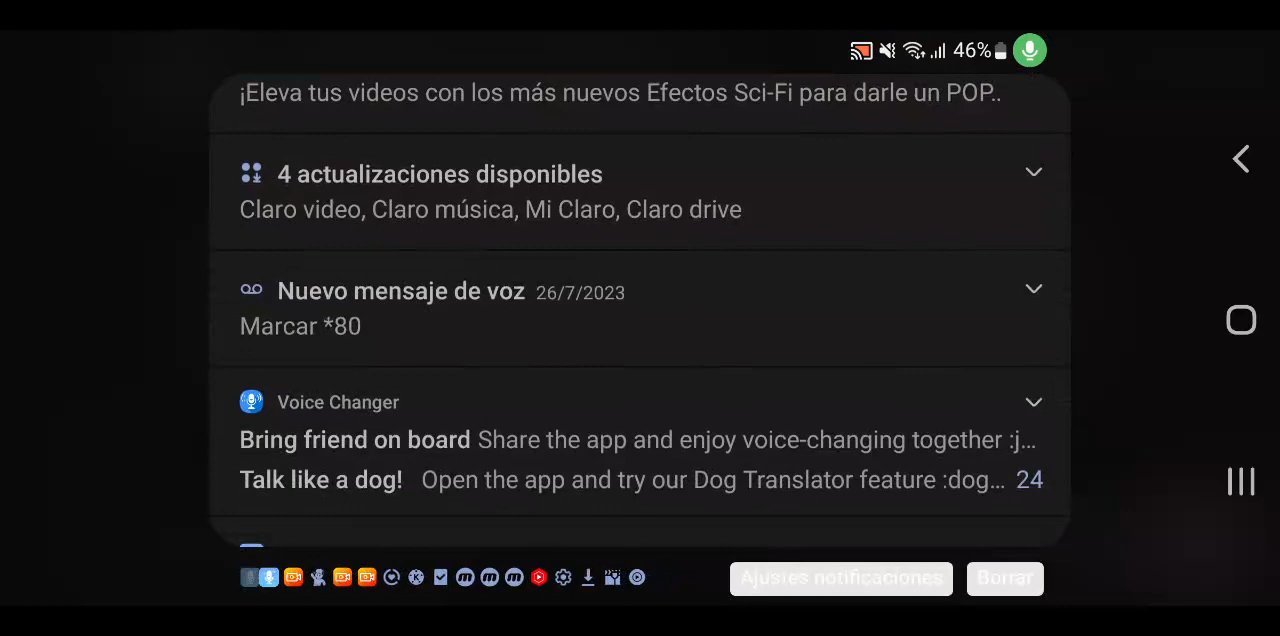 46%
¡Eleva tus videos con los más nuevos Efectos Sci-Fi para darle un POP..
4 actualizaciones disponibles
Claro video, Claro música, Mi Claro, Claro drive
Nuevo mensaje de voz 26/7/2023
Marcar *80
Voice Changer
Bring friend on board Share the app and enjoy voice-changing together :j...
Talk like a dog! Open the app and try our Dog Translator feature :dog... 24
Ajustes notificaciones Borrar